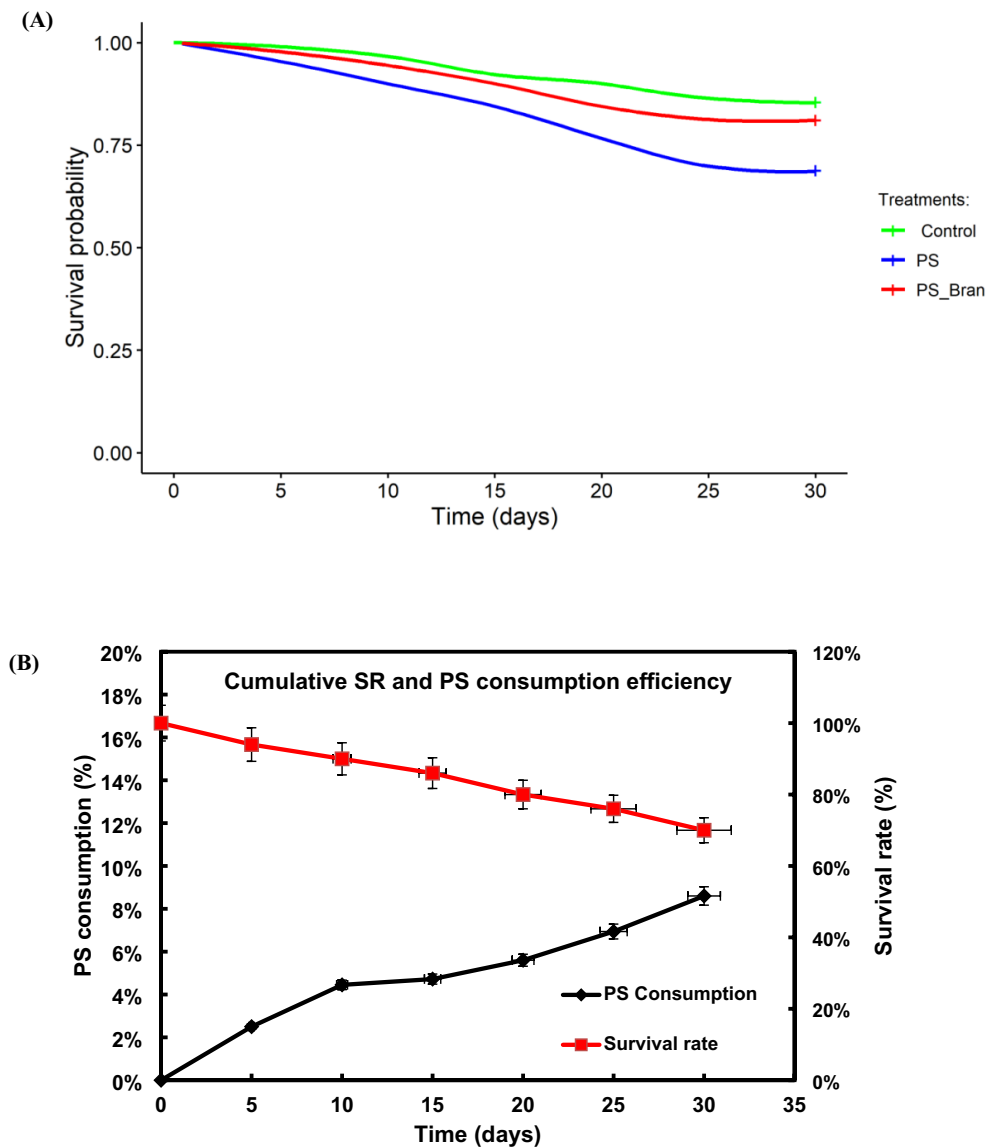 (A)
1.00
0.75
0.50
0.25
0.00
Survival probability
0 5 10 15 20 25 30
Time (days)
Treatments:
Control
PS
PS_Bran
(B)
Cumulative SR and PS consumption efficiency
20%
18%
16%
14%
12%
10%
8%
6%
4%
2%
0%
PS consumption (%)
120%
100%
80%
60%
40%
20%
0%
Survival rate (%)
PS Consumption
Survival rate
0 5 10 15 20 25 30 35
Time (days)